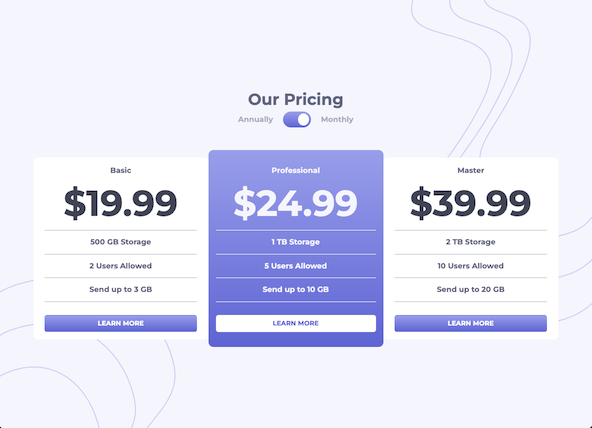 Our Pricing
Annually Monthly
Basic
$19.99
500 GB Storage
2 Users Allowed
Send up to 3 GB
LEARN MORE
Professional
$24.99
1 TB Storage
5 Users Allowed
Send up to 10 GB
LEARN MORE
Master
$39.99
2 TB Storage
10 Users Allowed
Send up to 20 GB
LEARN MORE